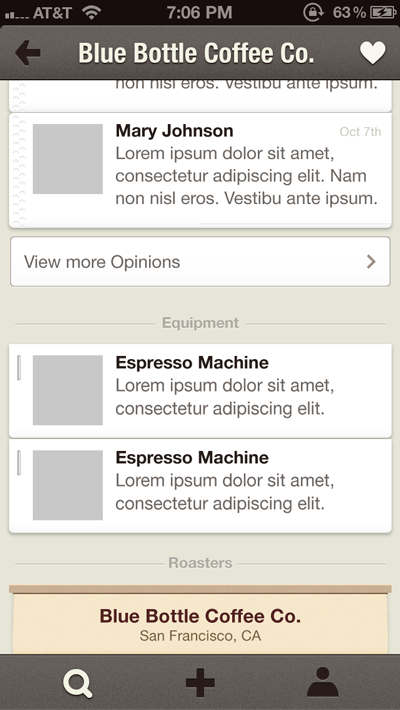 AT&T 7:06 PM 63%
Blue Bottle Coffee Co.
non nisl eros. Vestibu ante ipsum.
Mary Johnson Oct 7th
Lorem ipsum dolor sit amet,
consectetur adipiscing elit. Nam
non nisl eros. Vestibu ante ipsum.
View more Opinions
Equipment
Espresso Machine
Lorem ipsum dolor sit amet,
consectetur adipiscing elit.
Espresso Machine
Lorem ipsum dolor sit amet,
consectetur adipiscing elit.
Roasters
Blue Bottle Coffee Co.
San Francisco, CA